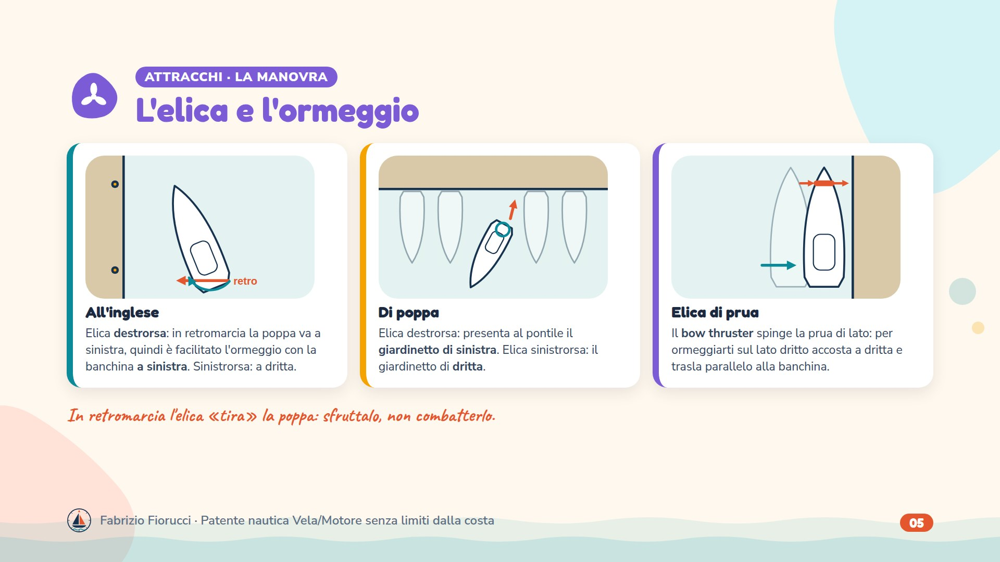 ATTRACCHI · LA MANOVRA
L'elica e l'ormeggio
retro
All'inglese
Elica destrorsa: in retromarcia la poppa va a
sinistra, quindi è facilitato l'ormeggio con la
banchina a sinistra. Sinistrorsa: a dritta.
Di poppa
Elica destrorsa: presenta al pontile il
giardinetto di sinistra. Elica sinistrorsa: il
giardinetto di dritta.
Elica di prua
Il bow thruster spinge la prua di lato: per
ormeggiarti sul lato dritto accosta a dritta e
trasla parallelo alla banchina.
In retromarcia l'elica «tira» la poppa: sfruttalo, non combatterlo.
Fabrizio Fiorucci · Patente nautica Vela/Motore senza limiti dalla costa
05